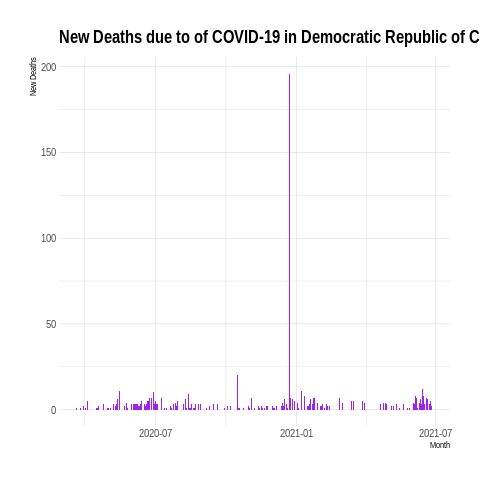 New Deaths due to of COVID-19 in Democratic Republic of C
New Deaths
200
150
100
50
0
2020-07 2021-01 2021-07
Month